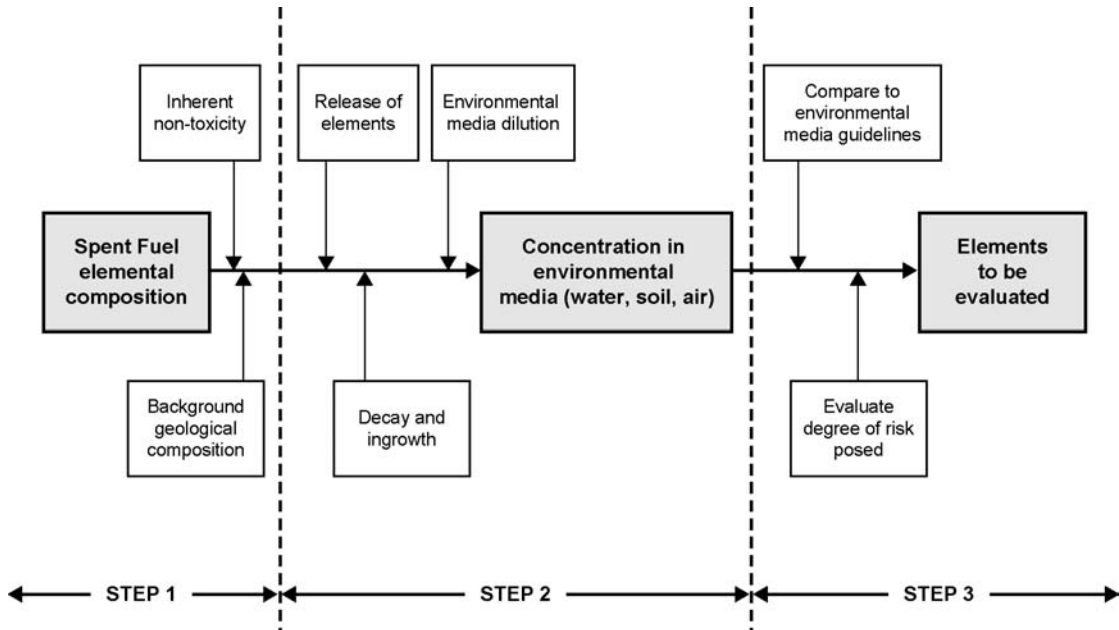 Inherent
non-toxicity
Release of
elements
Environmental
media dilution
Compare to
environmental
media guidelines
Spent Fuel
elemental
composition
Concentration in
environmental
media (water, soil, air)
Elements
to be
evaluated
Background
geological
composition
Decay and
ingrowth
Evaluate
degree of risk
posed
STEP 1
STEP 2
STEP 3